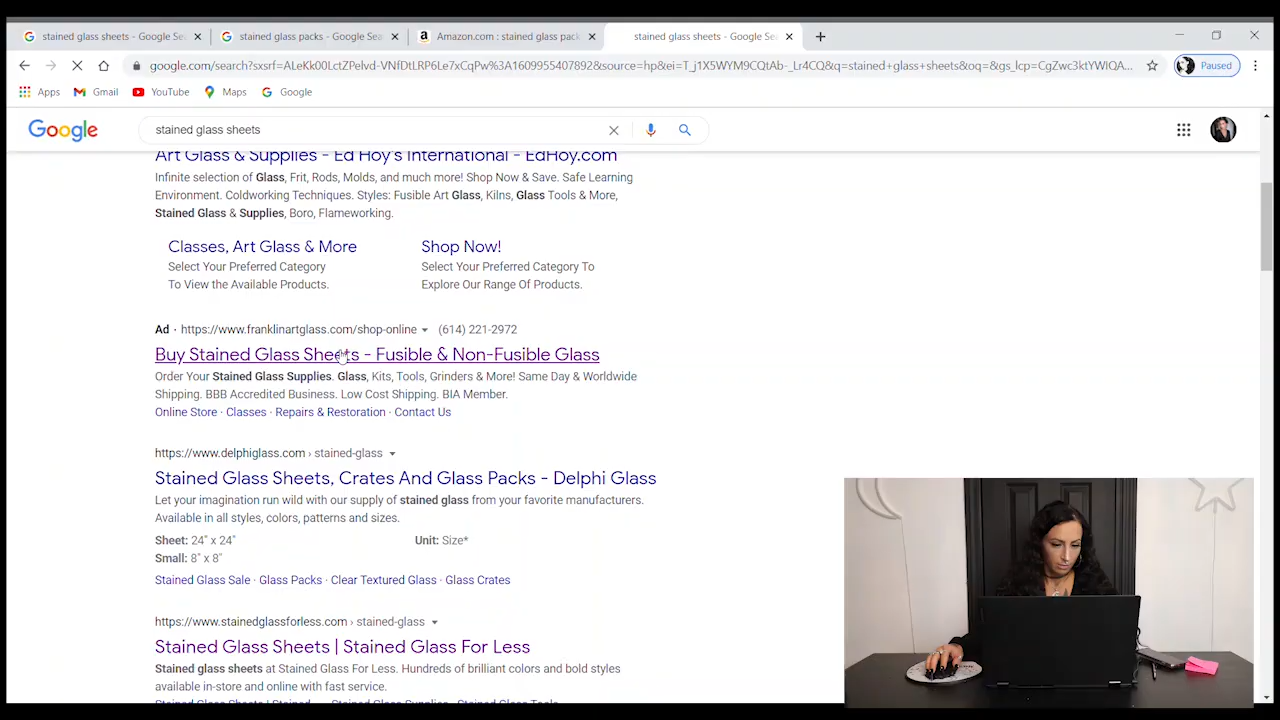 stained glass sheets - Google Sea
stained glass packs - Google Sea
Amazon.com : stained glass pack
stained glass sheets - Google Sea
google.com/search?sxsrf=ALeKk00LctZPelvd-VNfDtLRP6Le7xCqPw%3A1609955407892&source=hp&ei=T_j1X5WYM9CQtAb-_Lr4CQ&q=stained+glass+sheets&oq=&gs_lcp=CgZwc3ktYWIQA...
Paused
Apps
Gmail
YouTube
Maps
Google
Google
stained glass sheets
Art Glass & Supplies - Ed Hoy's International - EdHoy.com
Infinite selection of Glass, Frit, Rods, Molds, and much more! Shop Now & Save. Safe Learning
Environment. Coldworking Techniques. Styles: Fusible Art Glass, Kilns, Glass Tools & More,
Stained Glass & Supplies, Boro, Flameworking.
Classes, Art Glass & More
Select Your Preferred Category
To View the Available Products.
Shop Now!
Select Your Preferred Category To
Explore Our Range Of Products.
Ad · https://www.franklinartglass.com/shop-online (614) 221-2972
Buy Stained Glass Sheets - Fusible & Non-Fusible Glass
Order Your Stained Glass Supplies. Glass, Kits, Tools, Grinders & More! Same Day & Worldwide
Shipping. BBB Accredited Business. Low Cost Shipping. BIA Member.
Online Store · Classes · Repairs & Restoration · Contact Us
https://www.delphiglass.com › stained-glass
Stained Glass Sheets, Crates And Glass Packs - Delphi Glass
Let your imagination run wild with our supply of stained glass from your favorite manufacturers.
Available in all styles, colors, patterns and sizes.
Sheet: 24" x 24"
Unit: Size*
Small: 8" x 8"
Stained Glass Sale · Glass Packs · Clear Textured Glass · Glass Crates
https://www.stainedglassforless.com › stained-glass
Stained Glass Sheets | Stained Glass For Less
Stained glass sheets at Stained Glass For Less. Hundreds of brilliant colors and bold styles
available in-store and online with fast service.